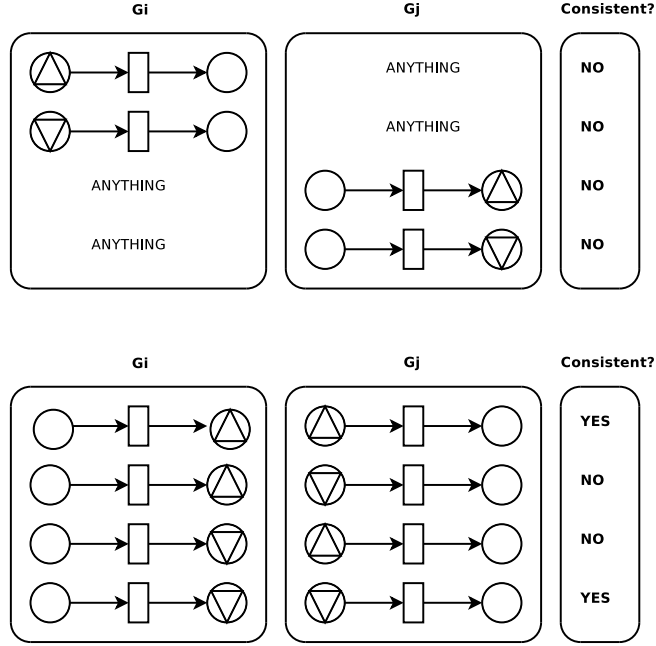 Gi Gj Consistent?
ANYTHING NO
ANYTHING NO
ANYTHING NO
ANYTHING NO
Gi Gj Consistent?
YES
NO
NO
YES